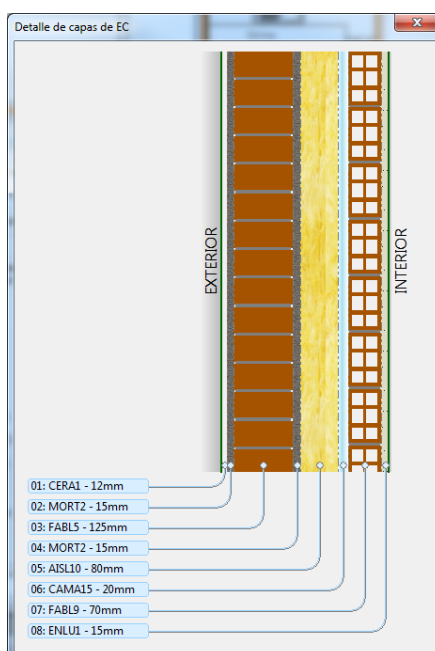 Detalle de capas de EC
EXTERIOR
INTERIOR
01: CERA1 - 12mm
02: MORT2 - 15mm
03: FABL5 - 125mm
04: MORT2 - 15mm
05: AISL10 - 80mm
06: CAMA15 - 20mm
07: FABL9 - 70mm
08: ENLU1 - 15mm